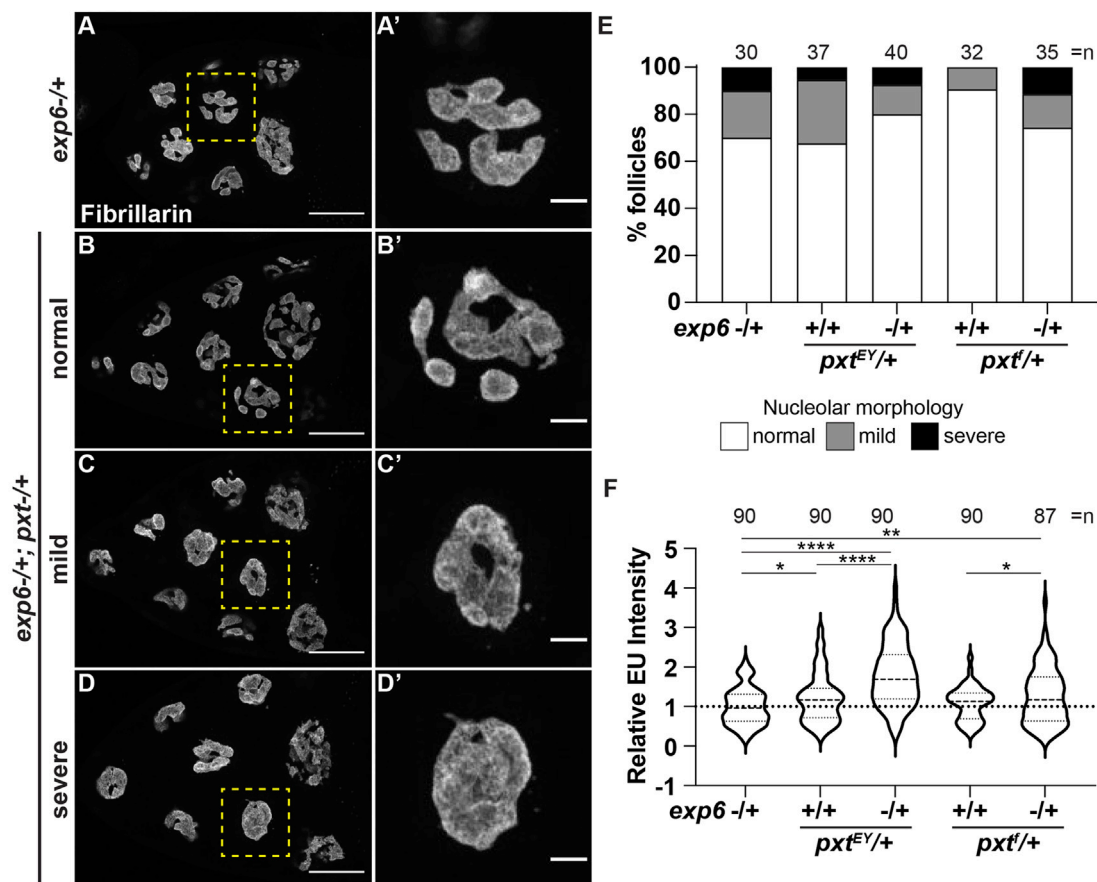 A
A'
exp6-/+
Fibrillarin
B
B'
normal
exp6-/+; pxt-/+
C
C'
mild
D
D'
severe
E
30 37 40 32 35 =n
% follicles
100
80
60
40
20
0
exp6 -/+ +/+ -/+ +/+ -/+
pxtEY/+ pxtf/+
Nucleolar morphology
normal mild severe
F
90 90 90 90 87 =n
**
****
* **** *
Relative EU Intensity
5
4
3
2
1
0
-1
exp6 -/+ +/+ -/+ +/+ -/+
pxtEY/+ pxtf/+